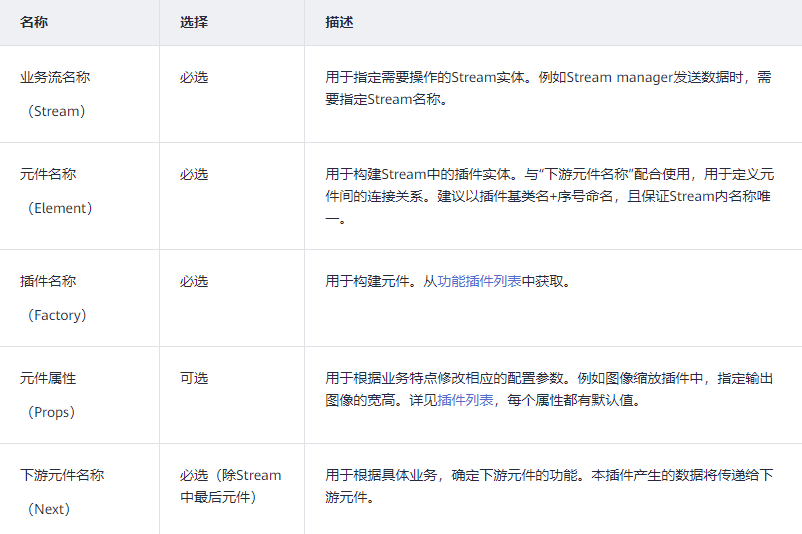 名称 选择 描述
业务流名称 必选 用于指定需要操作的Stream实体。例如Stream manager发送数据时，需
要指定Stream名称。
（Stream）
元件名称 必选 用于构建Stream中的插件实体。与“下游元件名称”配合使用，用于定义元
件间的连接关系。建议以插件基类名+序号命名，且保证Stream内名称唯
一。
（Element）
插件名称 必选 用于构建元件。从功能插件列表中获取。
（Factory）
元件属性 可选 用于根据业务特点修改相应的配置参数。例如图像缩放插件中，指定输出
图像的宽高。详见插件列表，每个属性都有默认值。
（Props）
下游元件名称 必选（除Stream 用于根据具体业务，确定下游元件的功能。本插件产生的数据将传递给下
中最后元件） 游元件。
（Next）